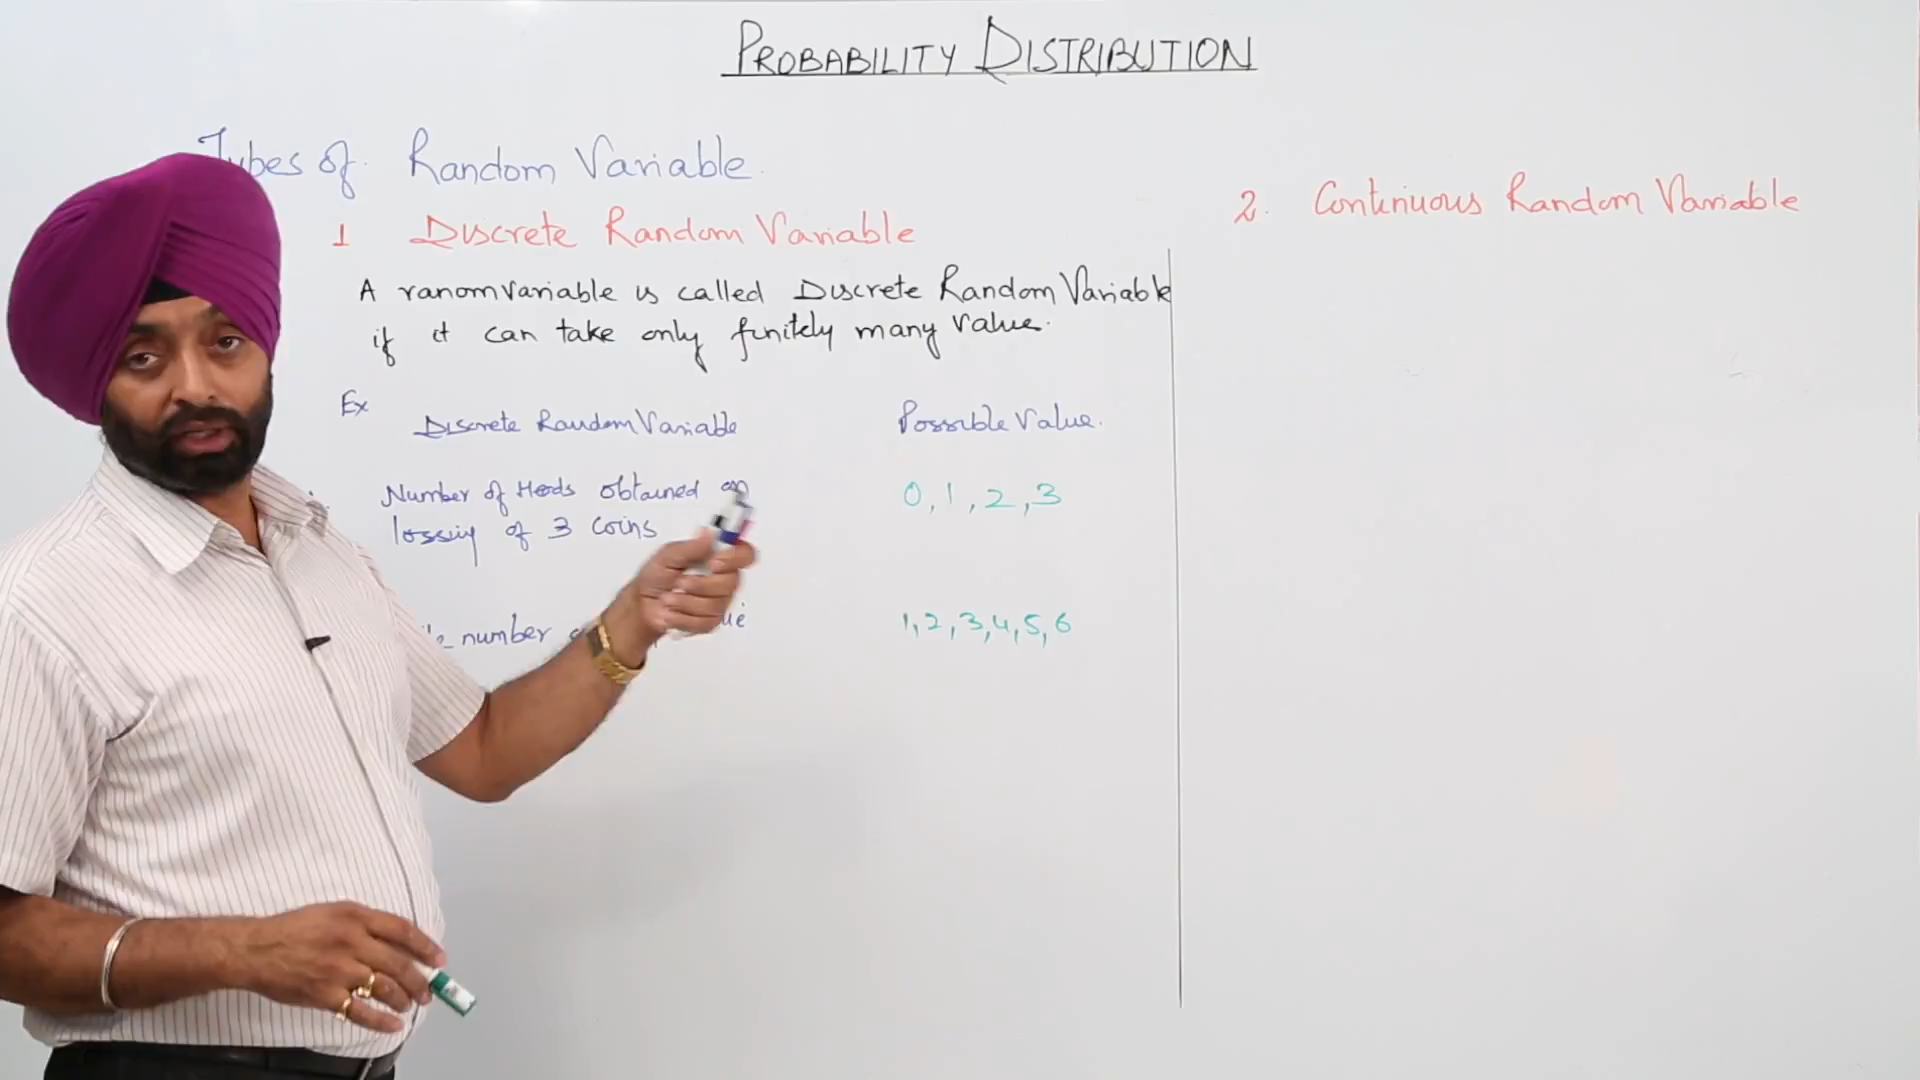 PROBABILITY DISTRIBUTION
Types of Random Variable.
1 Discrete Random Variable
A ranom variable is called Discrete Random Variable
if it can take only finitely many Value.
Ex
Discrete Random Variable
Possible Value.
Number of Heads obtained on
tossing of 3 coins
0, 1, 2, 3
number
1, 2, 3, 4, 5, 6
2. Continuous Random Variable